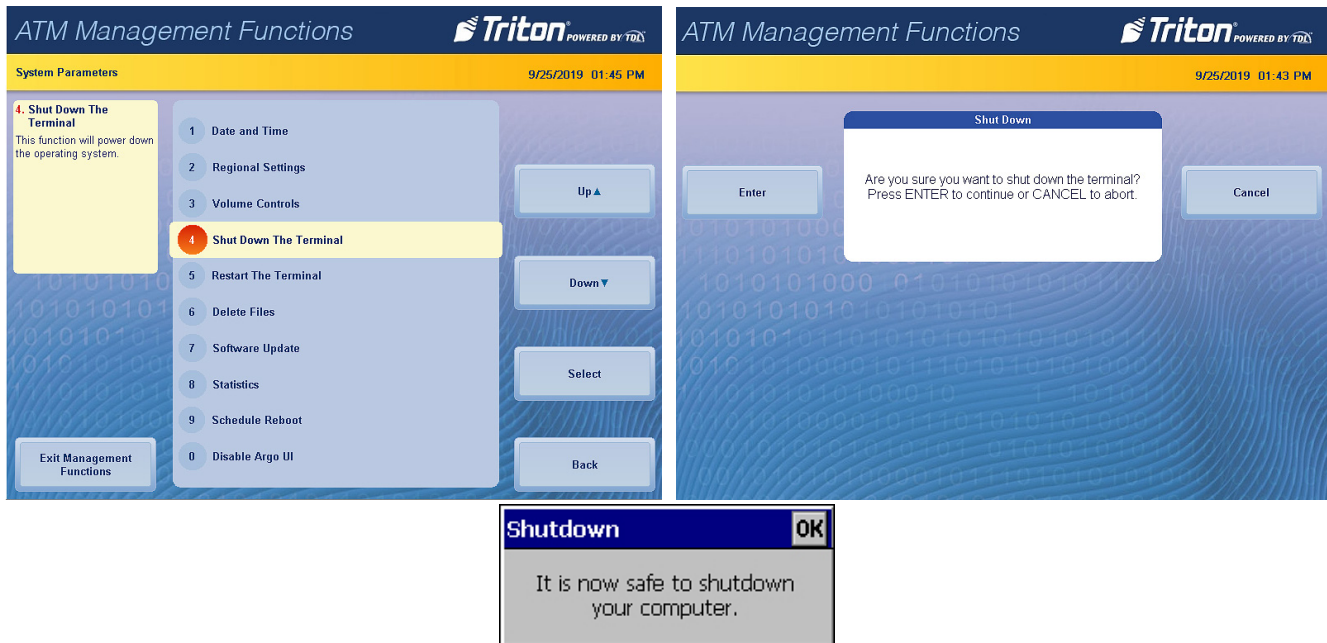 ATM Management Functions
Triton POWERED BY TDL
System Parameters
9/25/2019 01:45 PM
4. Shut Down The
Terminal
This function will power down
the operating system.
1 Date and Time
2 Regional Settings
3 Volume Controls
4 Shut Down The Terminal
5 Restart The Terminal
6 Delete Files
7 Software Update
8 Statistics
9 Schedule Reboot
0 Disable Argo UI
Up▲
Down▼
Select
Back
Exit Management
Functions
ATM Management Functions
Triton POWERED BY TDL
9/25/2019 01:43 PM
Shut Down
Enter
Are you sure you want to shut down the terminal?
Press ENTER to continue or CANCEL to abort.
Cancel
Shutdown
OK
It is now safe to shutdown
your computer.